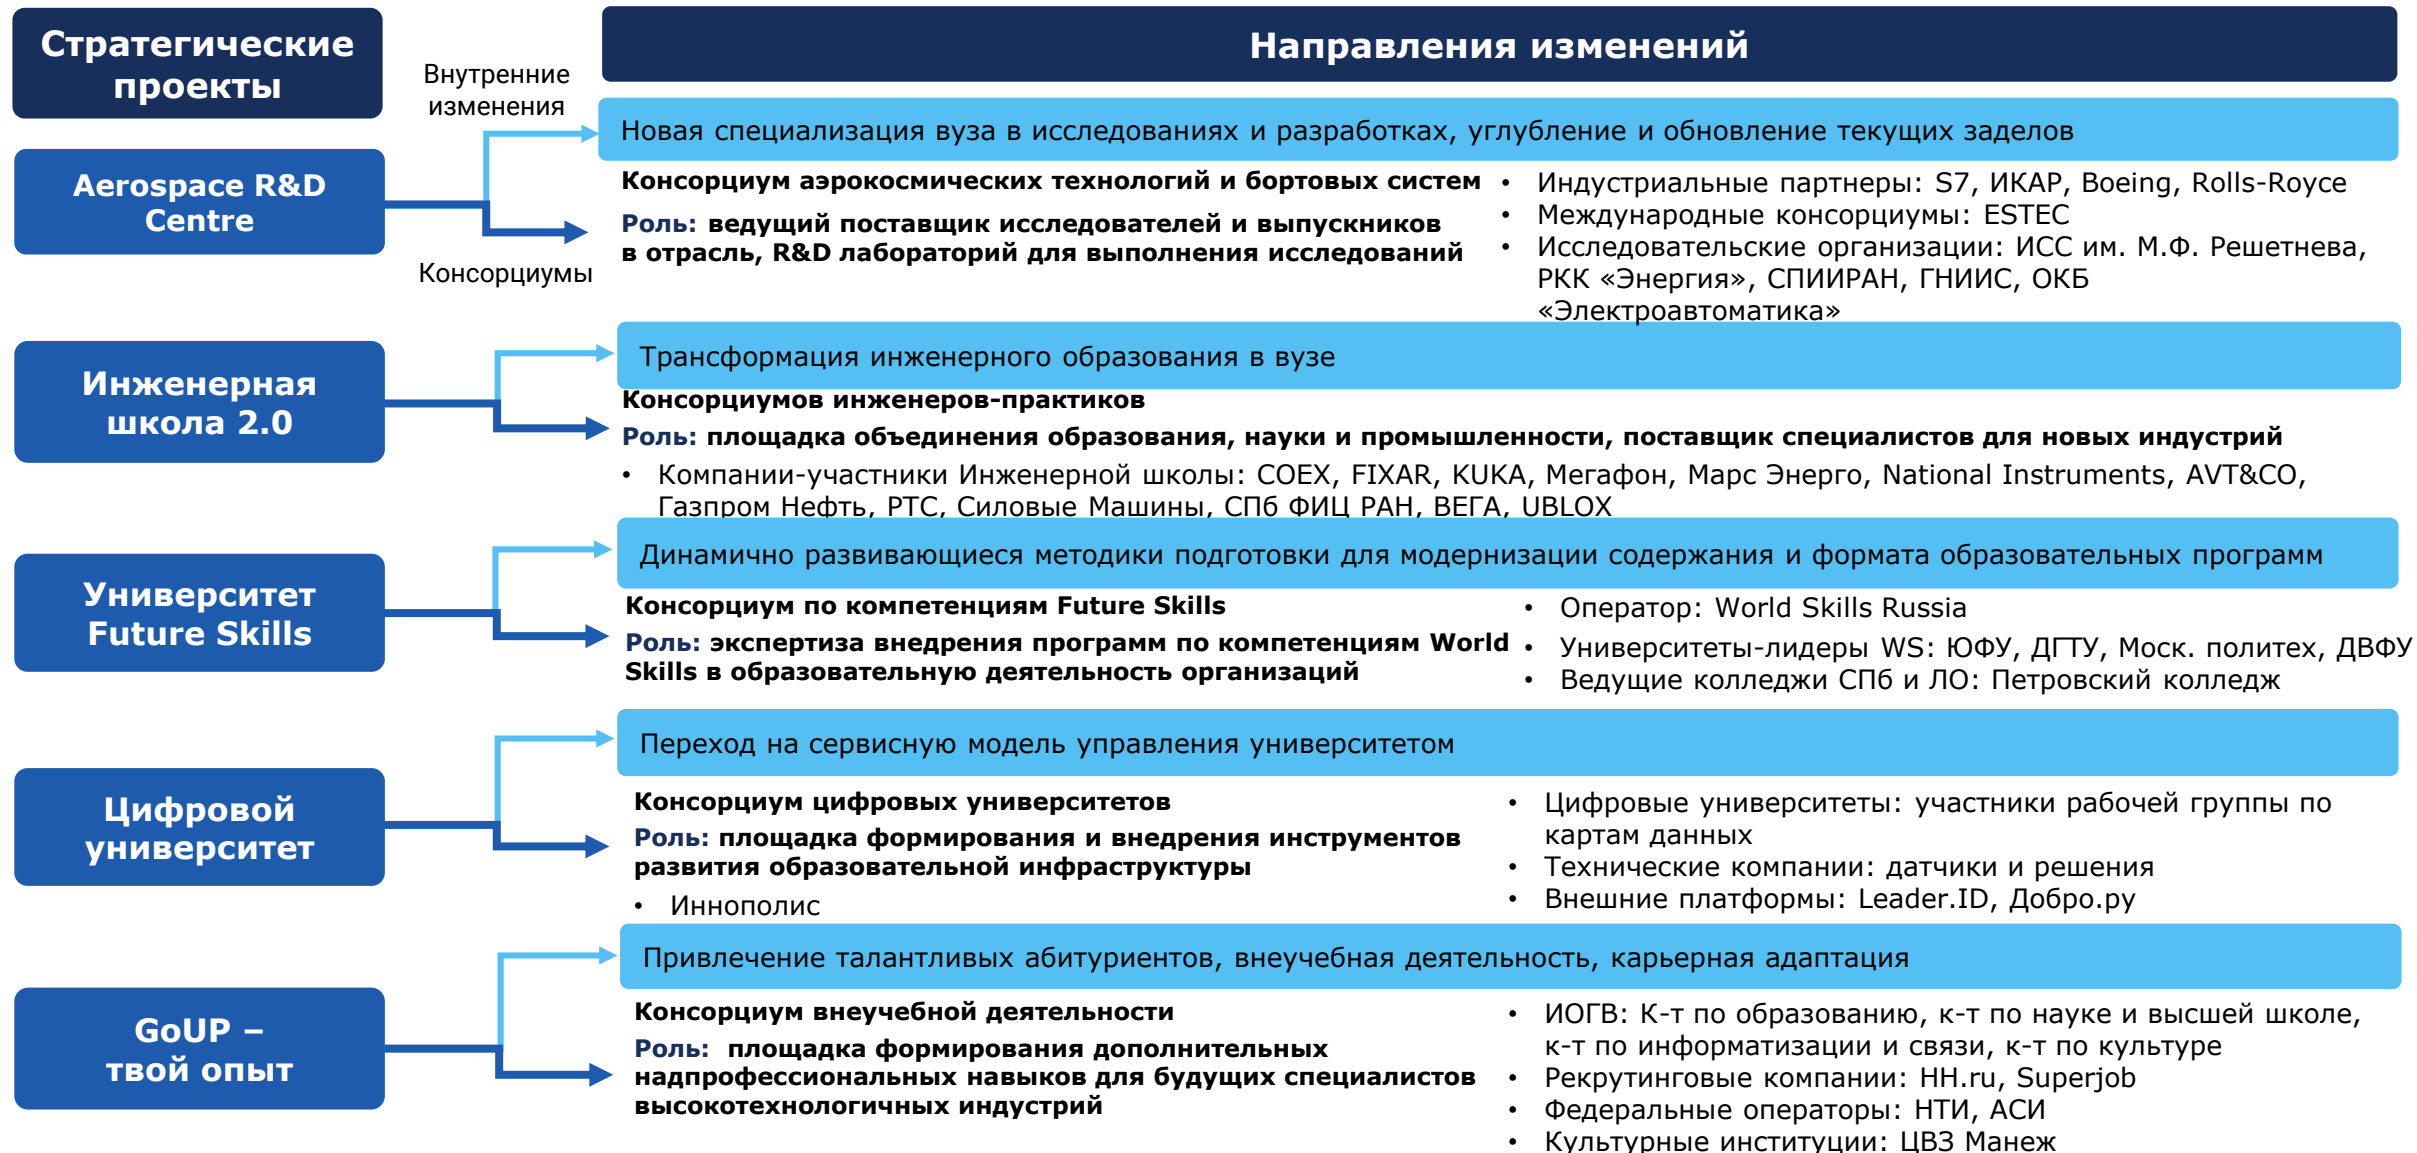 Стратегические
проекты
Направления изменений
Внутренние
изменения
Новая специализация вуза в исследованиях и разработках, углубление и обновление текущих заделов
Aerospace R&D
Centre
Консорциумы
Консорциум аэрокосмических технологий и бортовых систем
Роль: ведущий поставщик исследователей и выпускников
в отрасль, R&D лабораторий для выполнения исследований
• Индустриальные партнеры: S7, ИКАР, Boeing, Rolls-Royce
• Международные консорциумы: ESTEC
• Исследовательские организации: ИСС им. М.Ф. Решетнева,
РКК «Энергия», СПИИРАН, ГНИИС, ОКБ
«Электроавтоматика»
Инженерная
школа 2.0
Трансформация инженерного образования в вузе
Консорциумов инженеров-практиков
Роль: площадка объединения образования, науки и промышленности, поставщик специалистов для новых индустрий
• Компании-участники Инженерной школы: COEX, FIXAR, KUKA, Мегафон, Марс Энерго, National Instruments, AVT&CO,
Газпром Нефть, РТС, Силовые Машины, СПб ФИЦ РАН, ВЕГА, UBLOX
Университет
Future Skills
Динамично развивающиеся методики подготовки для модернизации содержания и формата образовательных программ
Консорциум по компетенциям Future Skills
Роль: экспертиза внедрения программ по компетенциям World
Skills в образовательную деятельность организаций
• Оператор: World Skills Russia
• Университеты-лидеры WS: ЮФУ, ДГТУ, Моск. политех, ДВФУ
• Ведущие колледжи СПб и ЛО: Петровский колледж
Цифровой
университет
Переход на сервисную модель управления университетом
Консорциум цифровых университетов
Роль: площадка формирования и внедрения инструментов
развития образовательной инфраструктуры
• Иннополис
• Цифровые университеты: участники рабочей группы по
картам данных
• Технические компании: датчики и решения
• Внешние платформы: Leader.ID, Добро.ру
GoUP –
твой опыт
Привлечение талантливых абитуриентов, внеучебная деятельность, карьерная адаптация
Консорциум внеучебной деятельности
Роль: площадка формирования дополнительных
надпрофессиональных навыков для будущих специалистов
высокотехнологичных индустрий
• ИОГВ: К-т по образованию, к-т по науке и высшей школе,
к-т по информатизации и связи, к-т по культуре
• Рекрутинговые компании: HH.ru, Superjob
• Федеральные операторы: НТИ, АСИ
• Культурные институции: ЦВЗ Манеж